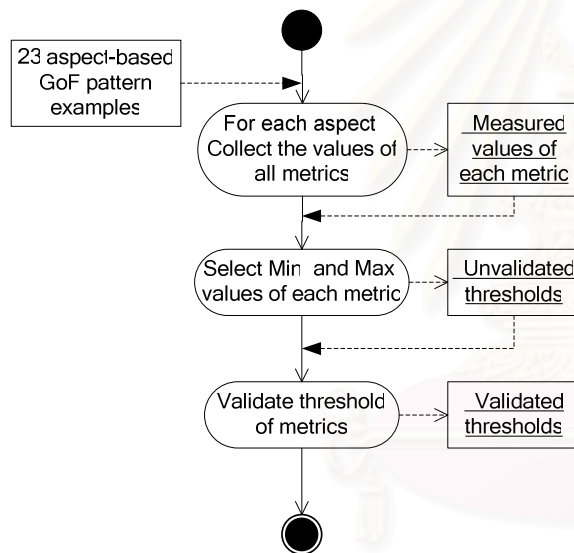 23 aspect-based
GoF pattern
examples
For each aspect
Collect the values of
all metrics
Measured
values of
each metric
Select Min and Max
values of each metric
Unvalidated
thresholds
Validate threshold
of metrics
Validated
thresholds